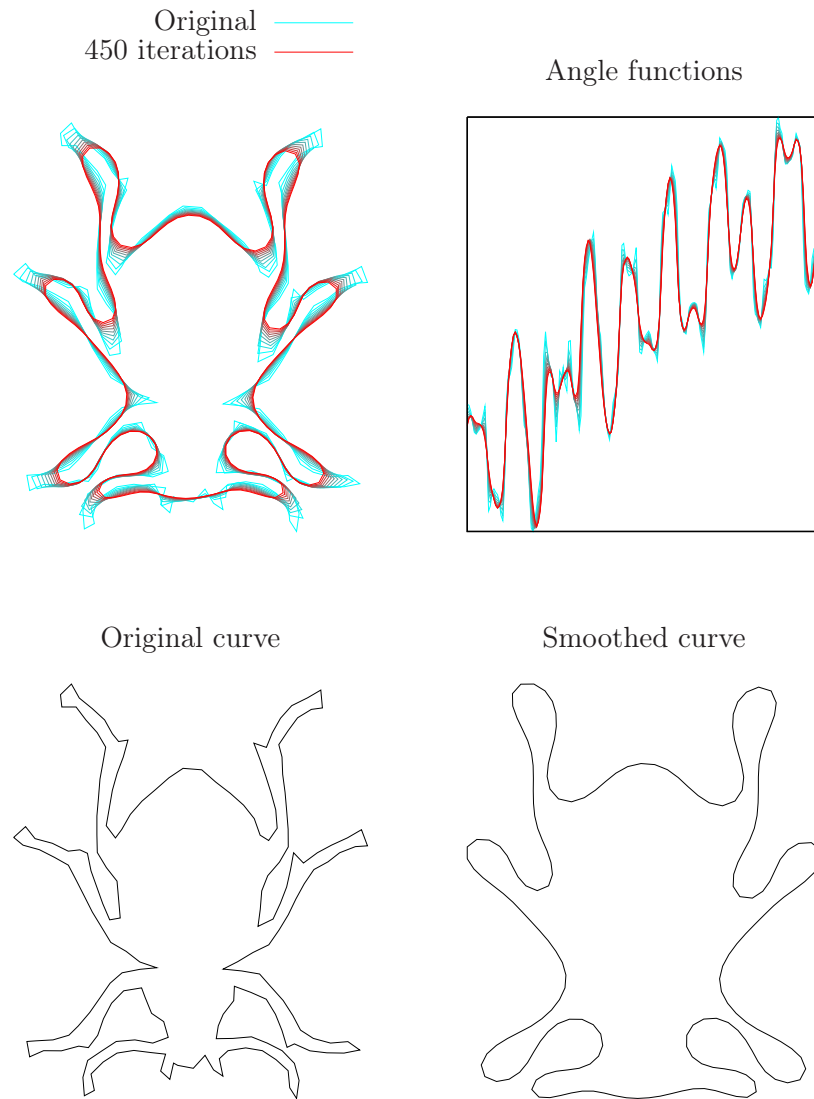 Original
450 iterations
Angle functions
Original curve
Smoothed curve